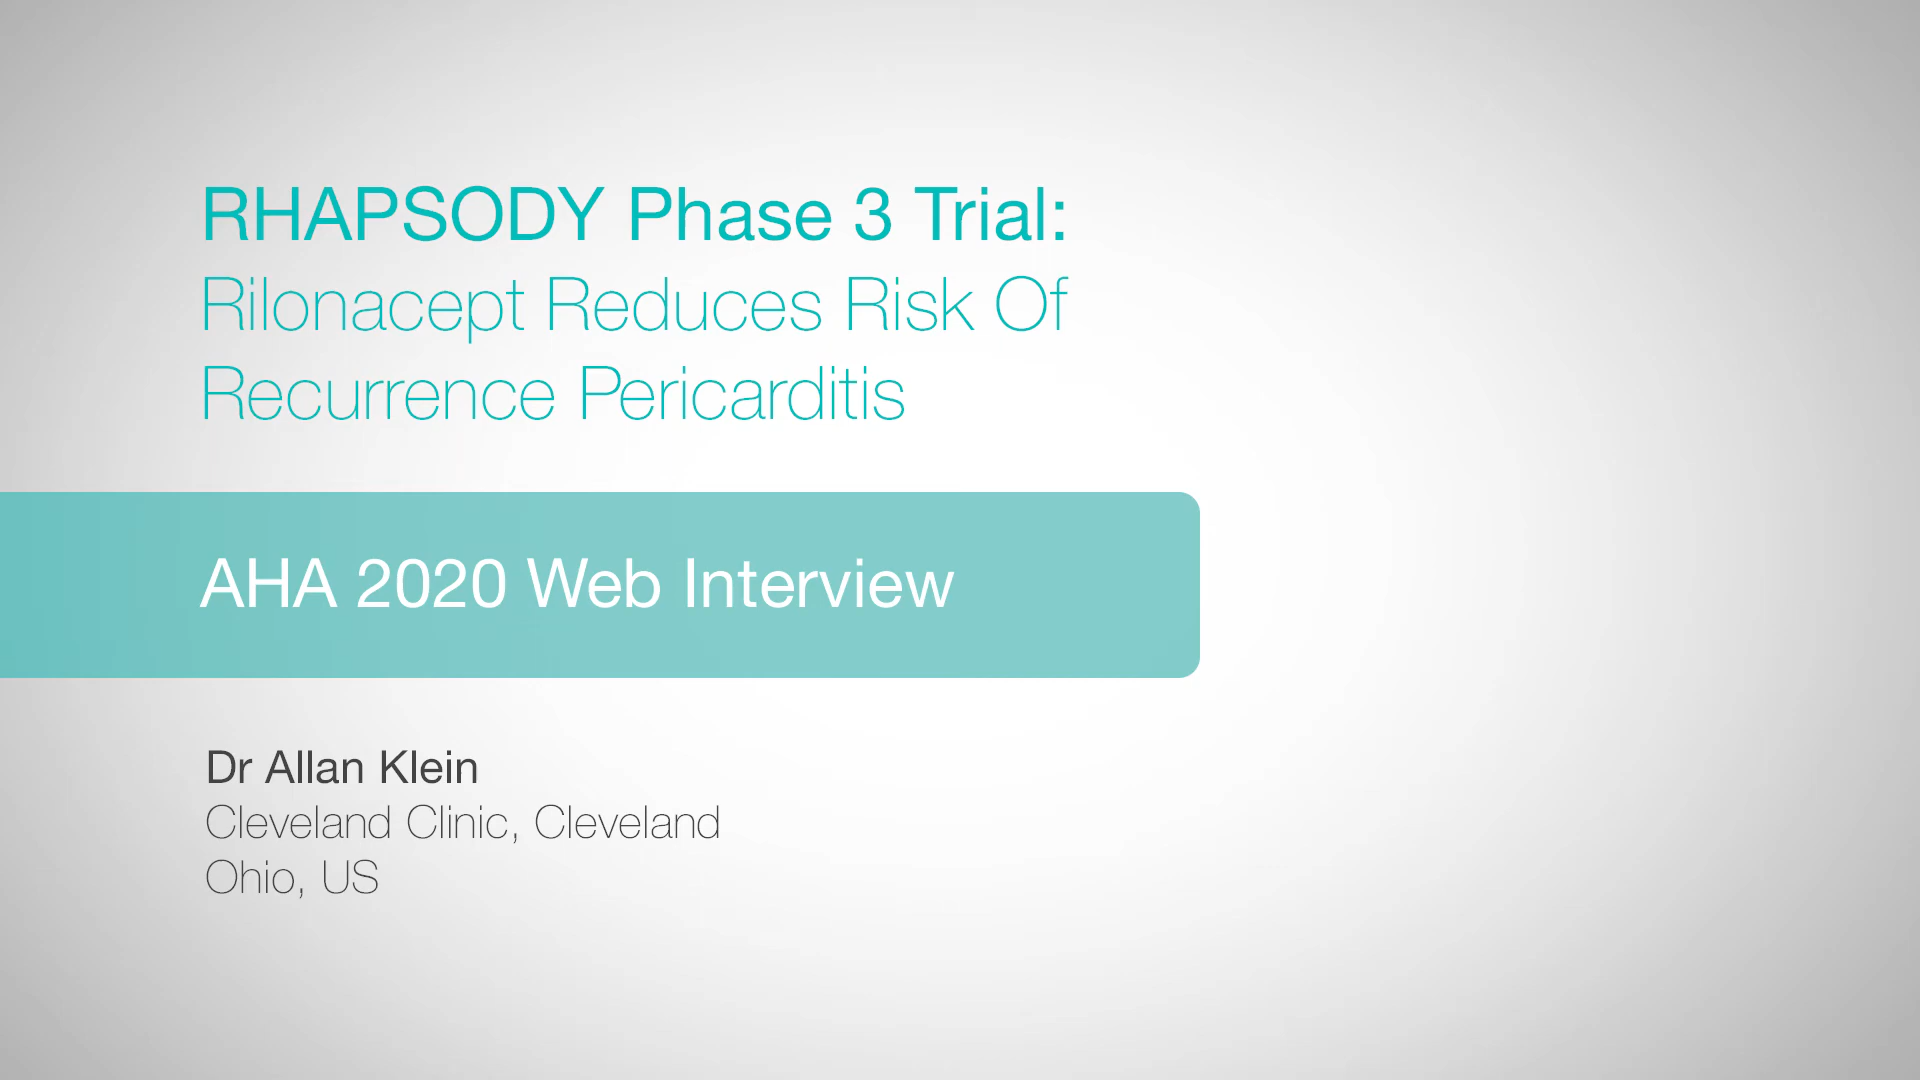 RHAPSODY Phase 3 Trial:
Rilonacept Reduces Risk Of
Recurrence Pericarditis
AHA 2020 Web Interview
Dr Allan Klein
Cleveland Clinic, Cleveland
Ohio, US